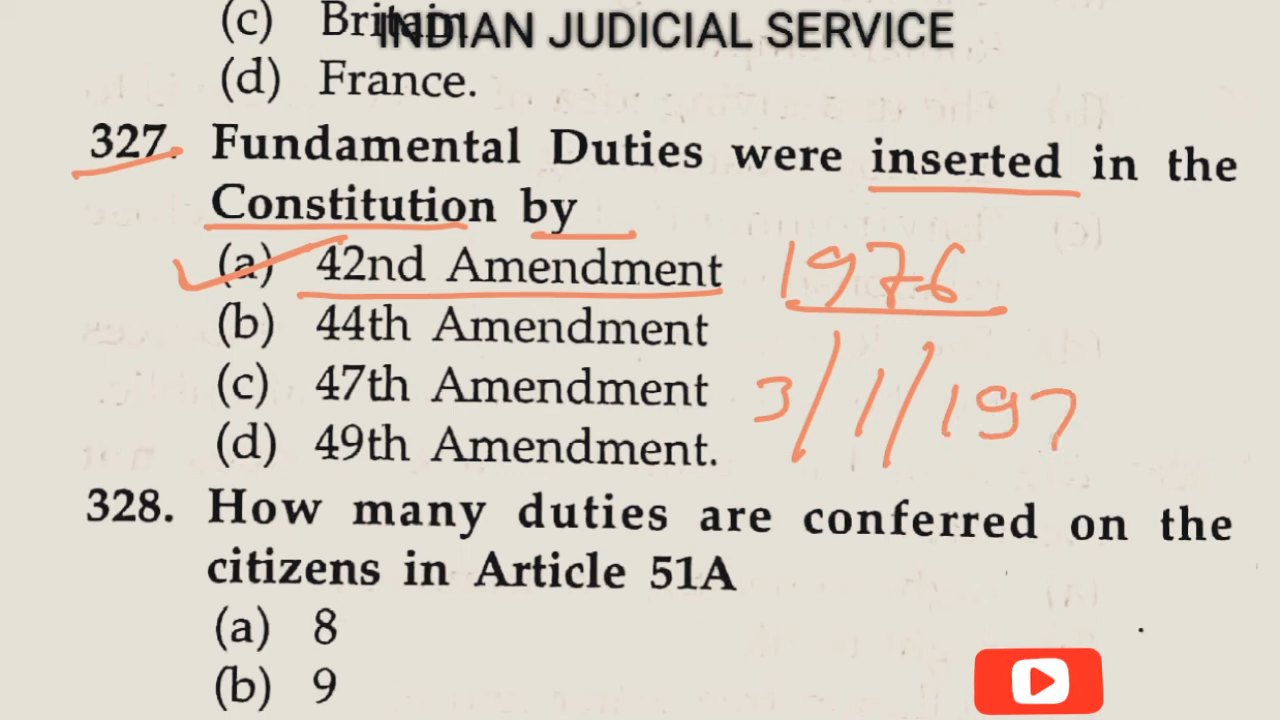 (c) Britain
INDIAN JUDICIAL SERVICE
(d) France.
327. Fundamental Duties were inserted in the
Constitution by
(a) 42nd Amendment 1976
(b) 44th Amendment
(c) 47th Amendment 3/1/197
(d) 49th Amendment.
328. How many duties are conferred on the
citizens in Article 51A
(a) 8
(b) 9